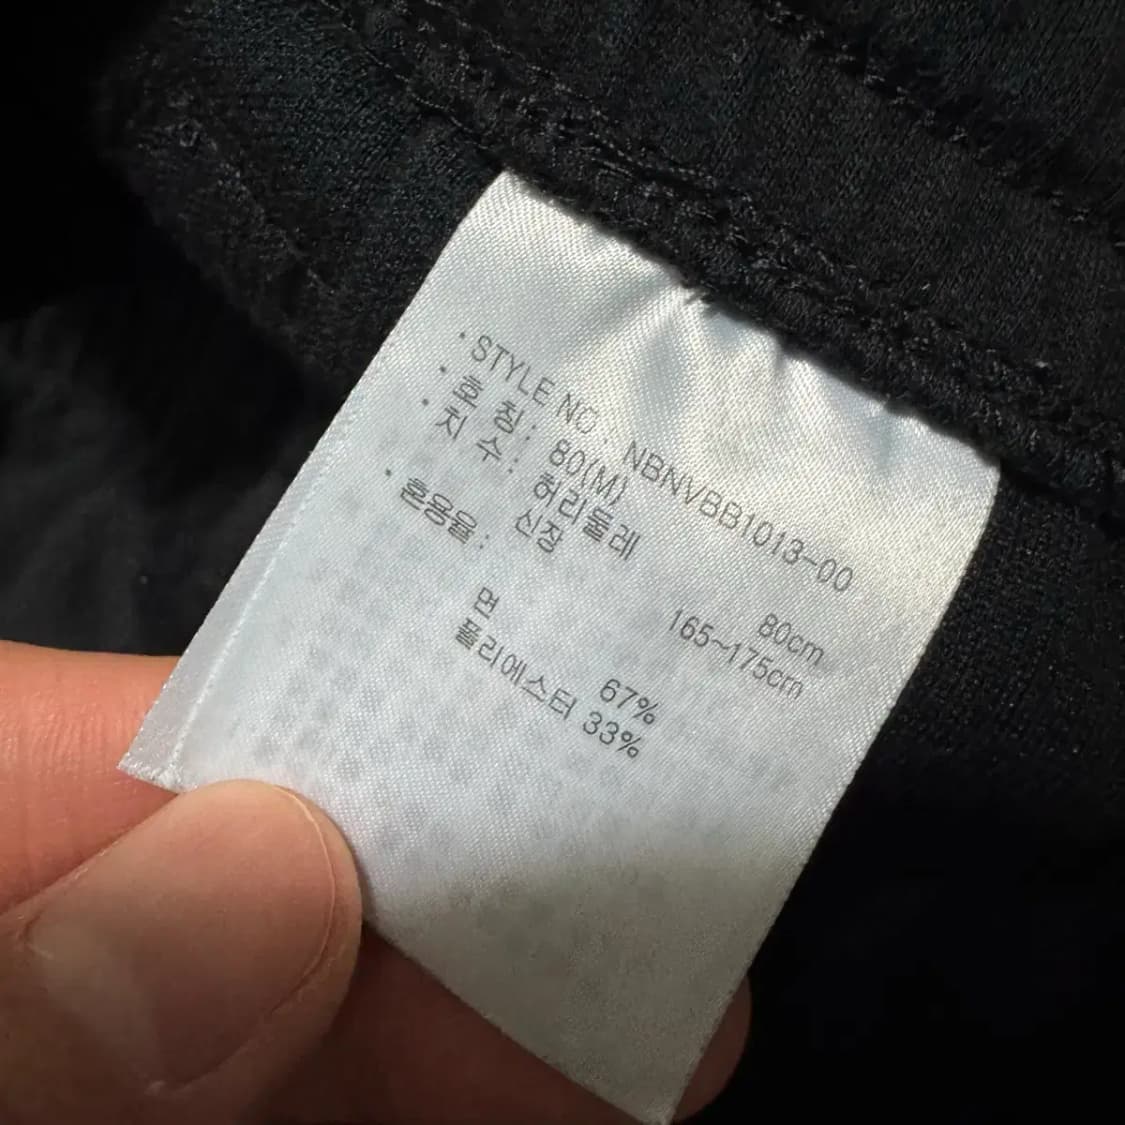 · STYLE NO : NBNVBB1013-00
· 호 칭 : 80(M)
· 치 수 : 허리둘레 80cm
신장 165~175cm
· 혼용율 :
면 67%
폴리에스터 33%